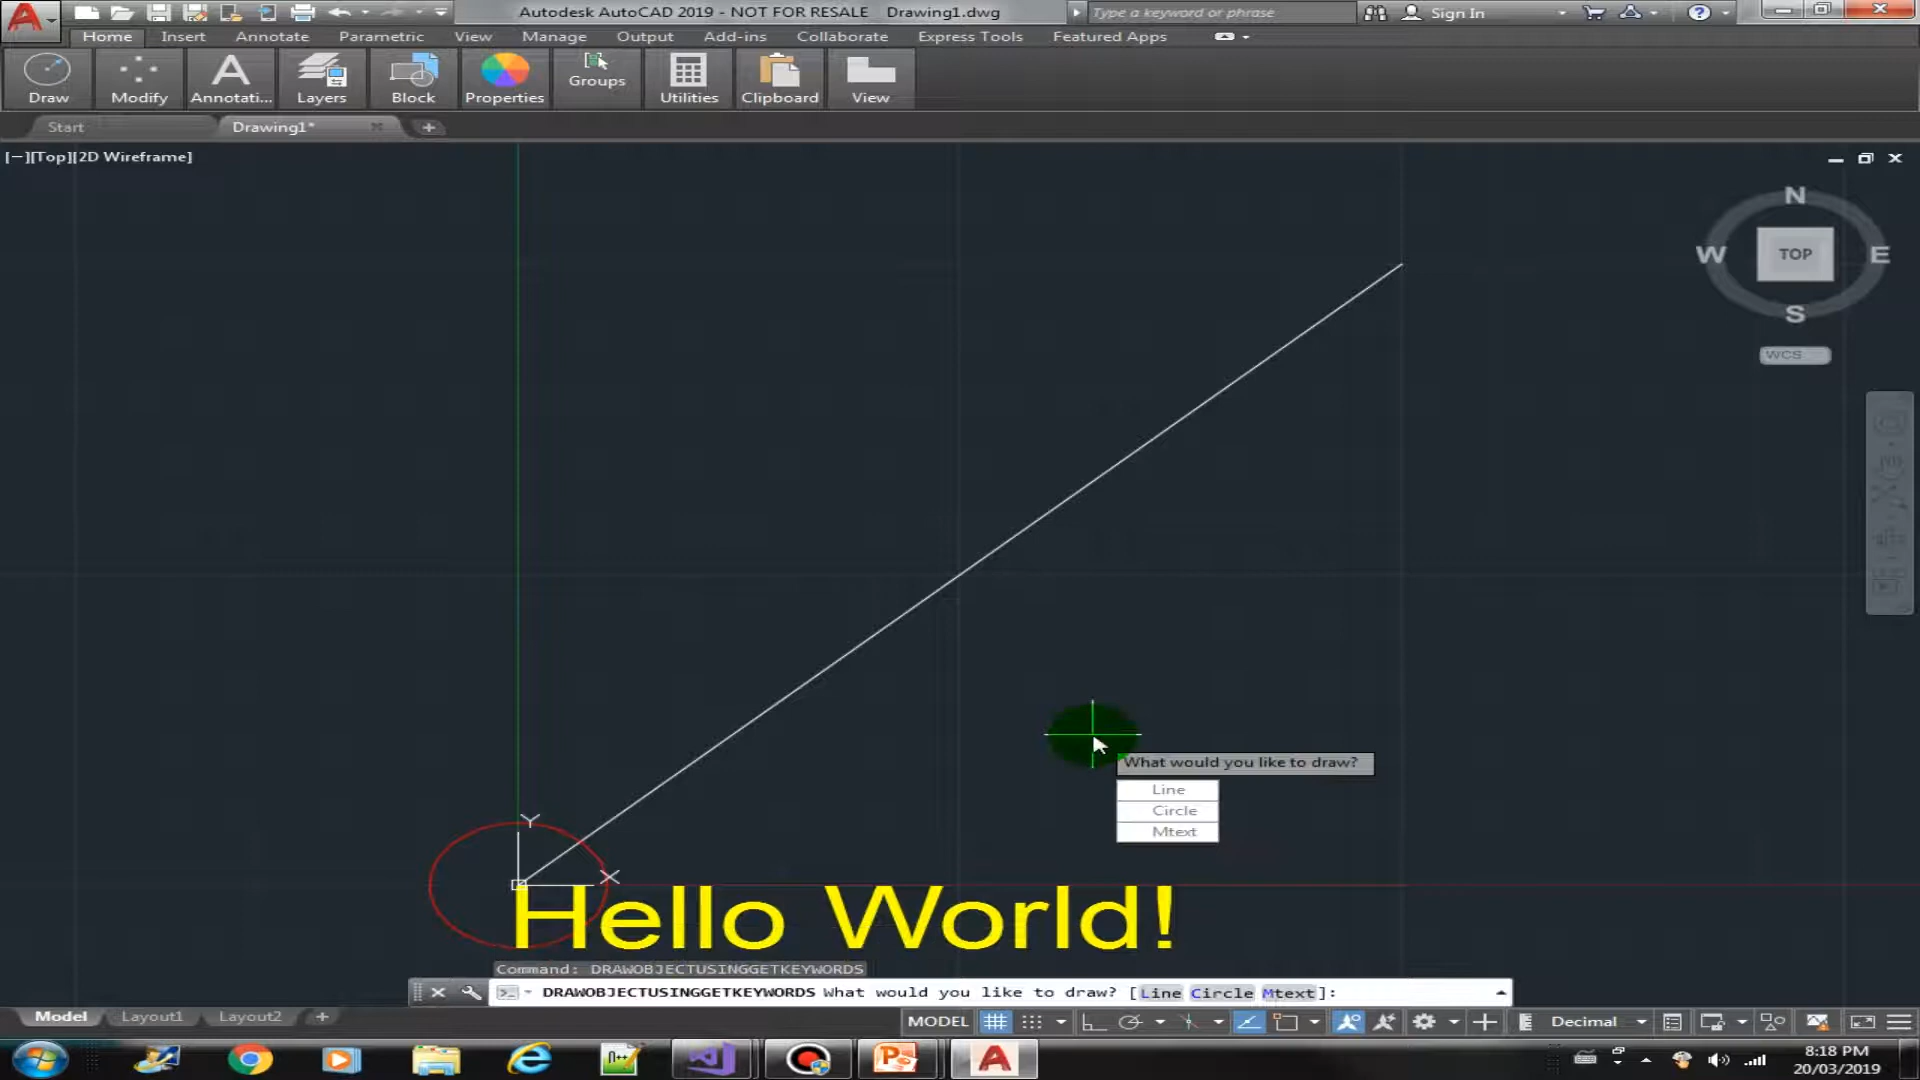 Autodesk AutoCAD 2019 - NOT FOR RESALE Drawing1.dwg
Type a keyword or phrase
Sign In
Home Insert Annotate Parametric View Manage Output Add-ins Collaborate Express Tools Featured Apps
Draw Modify Annotati... Layers Block Properties Groups Utilities Clipboard View
Start Drawing1*
[−][Top][2D Wireframe]
N
W TOP E
S
WCS
What would you like to draw?
Line
Circle
Mtext
Y
X
Hello World!
Command: DRAWOBJECTUSINGGETKEYWORDS
DRAWOBJECTUSINGGETKEYWORDS What would you like to draw? [Line Circle Mtext]:
Model Layout1 Layout2
MODEL Decimal
8:18 PM
20/03/2019